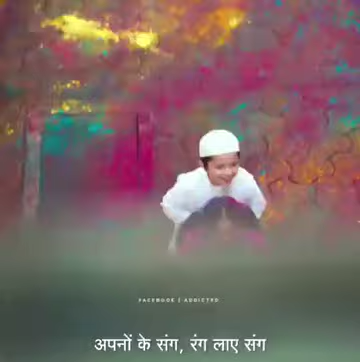 FACEBOOK | ADDICTED
अपनों के संग, रंग लाए संग